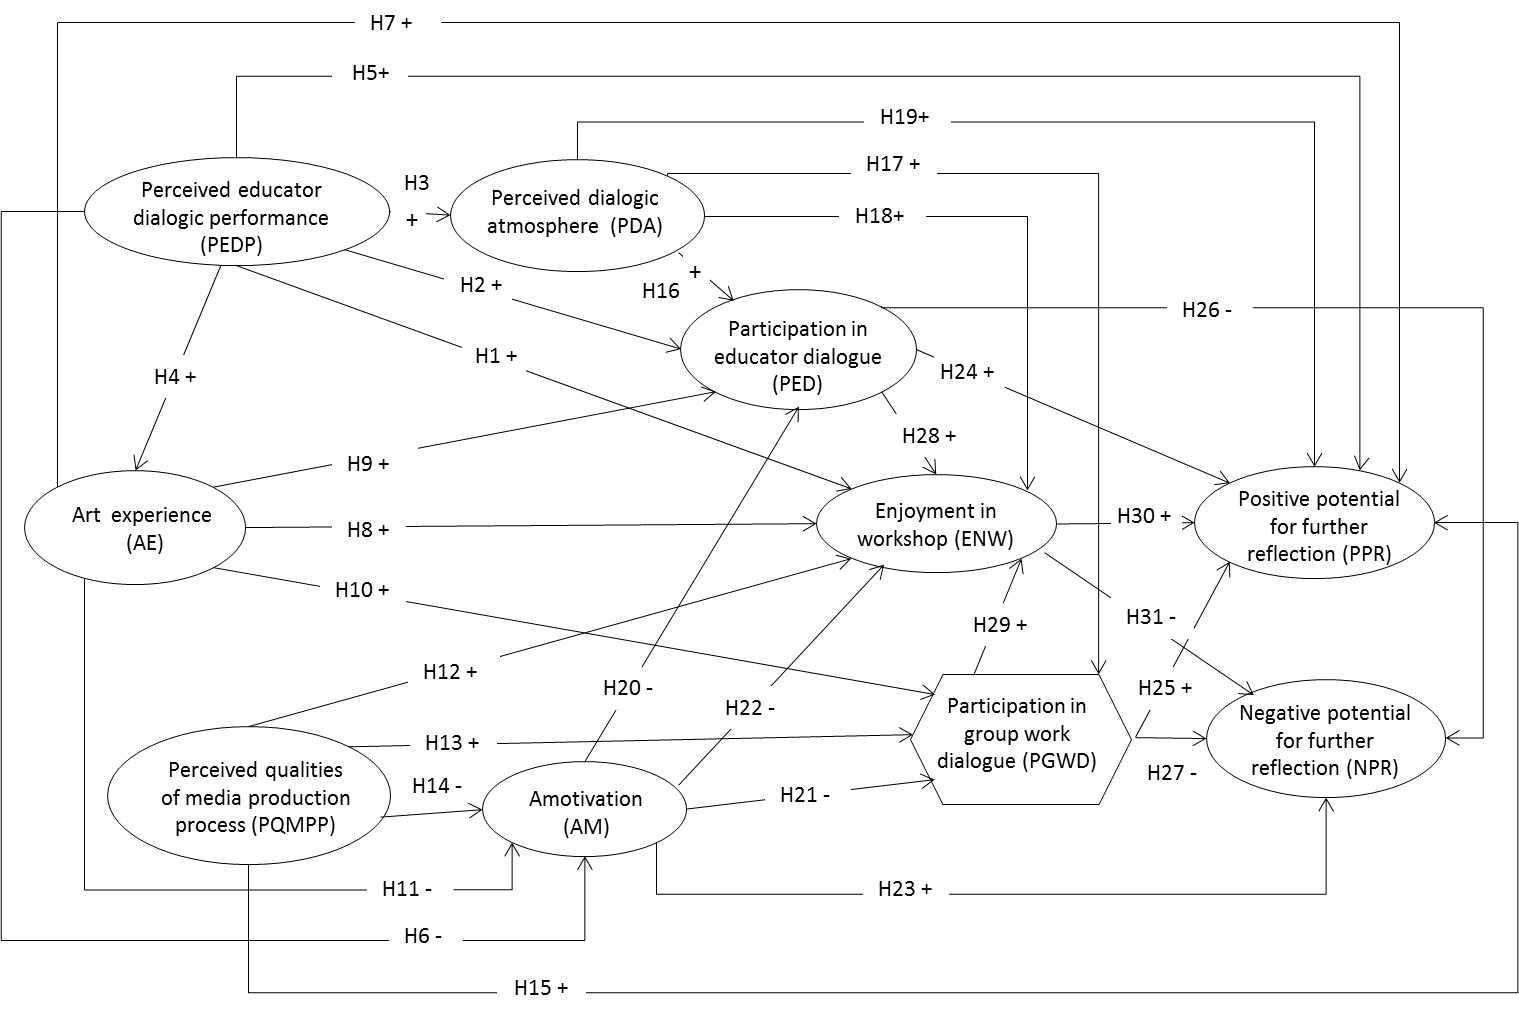 H7 +
H5+
H19+
H17 +
H3
+
Perceived educator
dialogic performance
(PEDP)
Perceived dialogic
atmosphere (PDA)
H18+
H2 +
+
H16
H26 -
Participation in
educator dialogue
(PED)
H1 +
H24 +
H4 +
H28 +
H9 +
Art experience
(AE)
H8 +
Enjoyment in
workshop (ENW)
H30 +
Positive potential
for further
reflection (PPR)
H10 +
H29 +
H31 -
H12 +
H20 -
H22 -
H25 +
Participation in
group work
dialogue (PGWD)
Negative potential
for further
reflection (NPR)
H13 +
H27 -
Perceived qualities
of media production
process (PQMPP)
H14 -
Amotivation
(AM)
H21 -
H11 -
H23 +
H6 -
H15 +